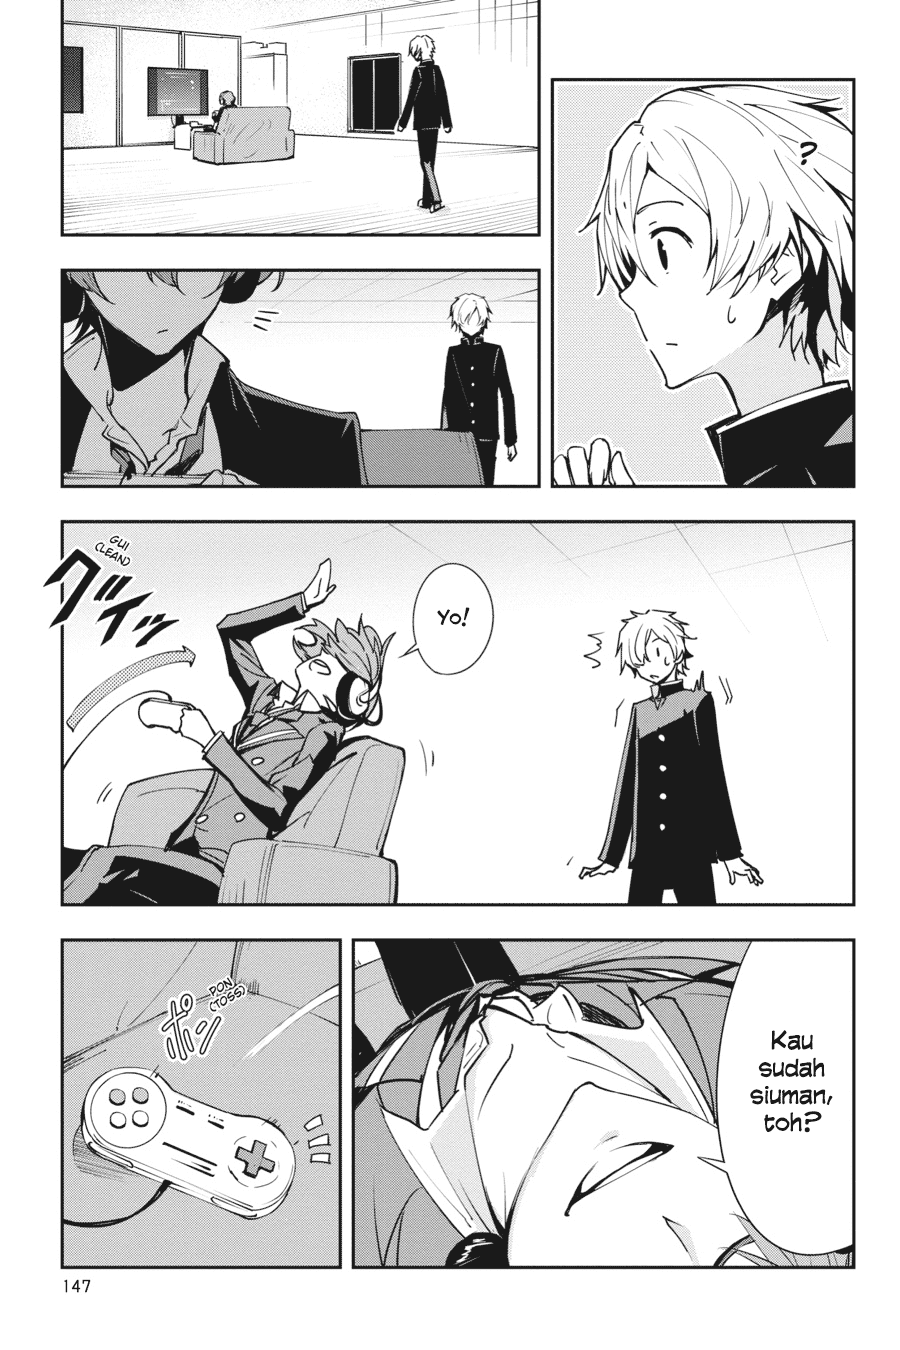 ?
GUI
(LEAN)
グイッ
Yo!
Kau
sudah
siuman,
toh?
PON
(TOSS)
ポン
147